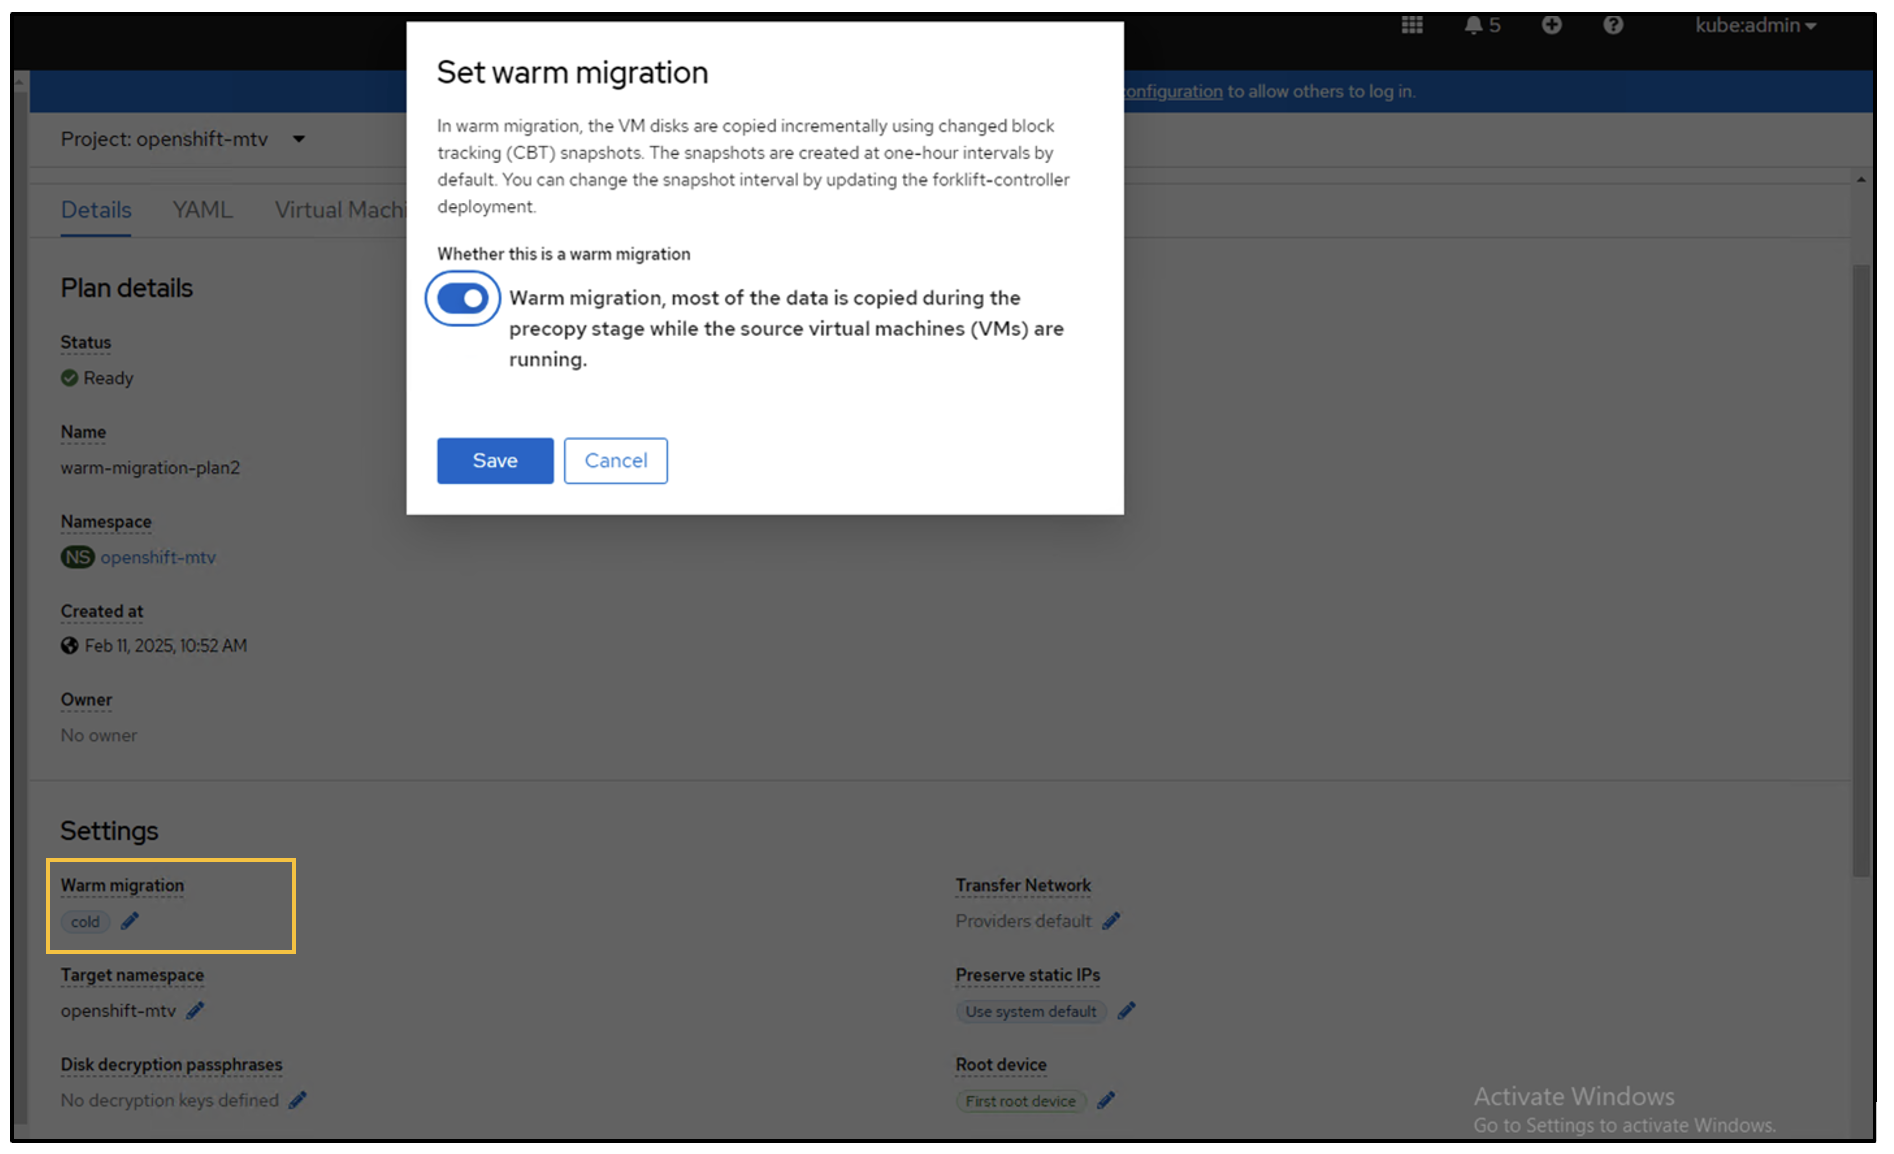 5
kube:admin
onfiguration to allow others to log in.
Project: openshift-mtv
Details YAML Virtual Machi
Set warm migration
In warm migration, the VM disks are copied incrementally using changed block
tracking (CBT) snapshots. The snapshots are created at one-hour intervals by
default. You can change the snapshot interval by updating the forklift-controller
deployment.
Whether this is a warm migration
Warm migration, most of the data is copied during the
precopy stage while the source virtual machines (VMs) are
running.
Save Cancel
Plan details
Status
Ready
Name
warm-migration-plan2
Namespace
NS openshift-mtv
Created at
Feb 11, 2025, 10:52 AM
Owner
No owner
Settings
Warm migration
cold
Target namespace
openshift-mtv
Disk decryption passphrases
No decryption keys defined
Transfer Network
Providers default
Preserve static IPs
Use system default
Root device
First root device
Activate Windows
Go to Settings to activate Windows.